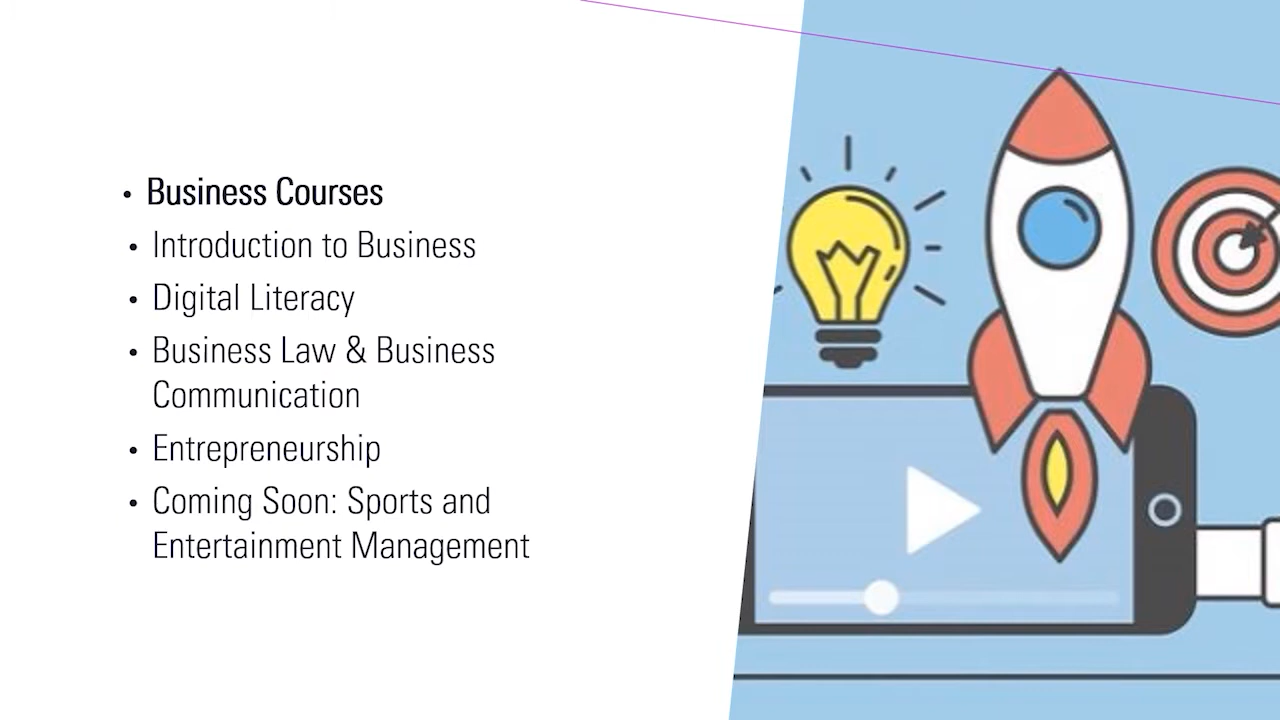 • Business Courses
• Introduction to Business
• Digital Literacy
• Business Law & Business
Communication
• Entrepreneurship
• Coming Soon: Sports and
Entertainment Management